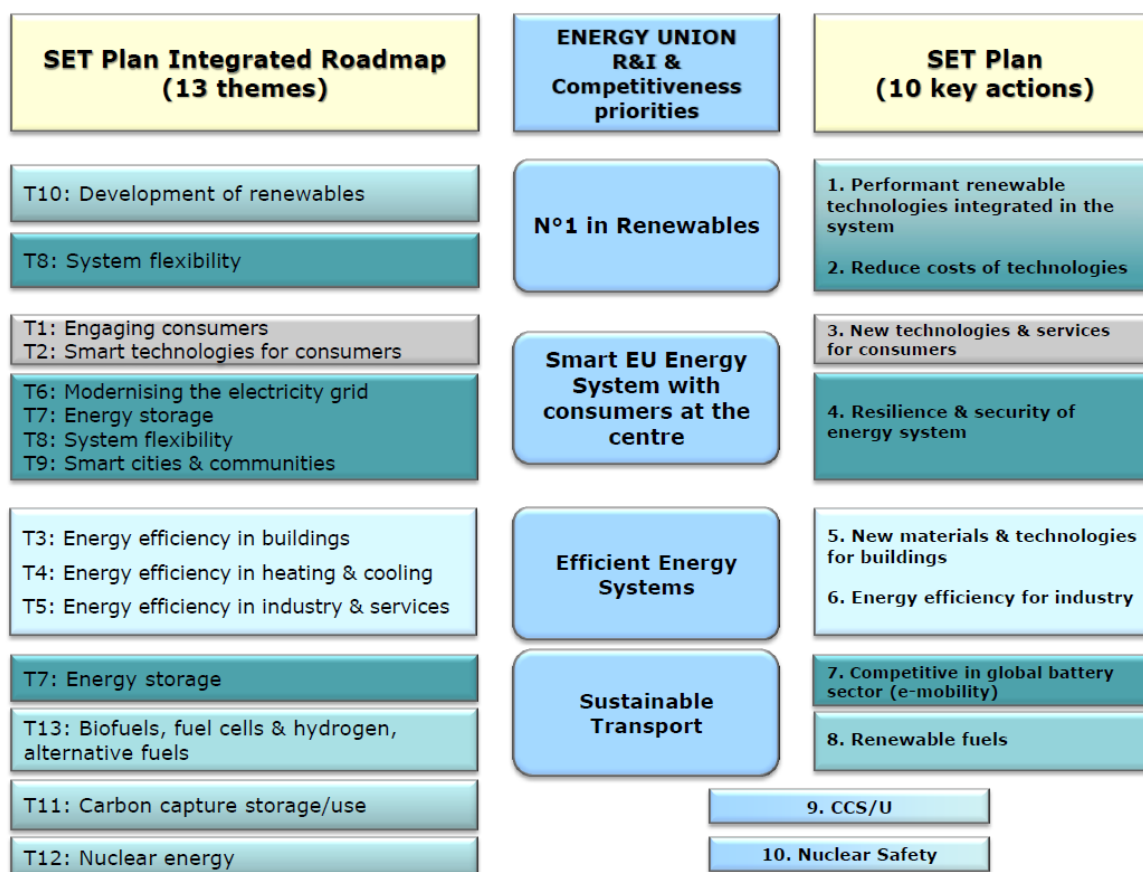 SET Plan Integrated Roadmap
(13 themes)
ENERGY UNION
R&I &
Competitiveness
priorities
SET Plan
(10 key actions)
T10: Development of renewables
T8: System flexibility
N°1 in Renewables
1. Performant renewable
technologies integrated in the
system
2. Reduce costs of technologies
T1: Engaging consumers
T2: Smart technologies for consumers
T6: Modernising the electricity grid
T7: Energy storage
T8: System flexibility
T9: Smart cities & communities
Smart EU Energy
System with
consumers at the
centre
3. New technologies & services
for consumers
4. Resilience & security of
energy system
T3: Energy efficiency in buildings
T4: Energy efficiency in heating & cooling
T5: Energy efficiency in industry & services
Efficient Energy
Systems
5. New materials & technologies
for buildings
6. Energy efficiency for industry
T7: Energy storage
T13: Biofuels, fuel cells & hydrogen,
alternative fuels
Sustainable
Transport
7. Competitive in global battery
sector (e-mobility)
8. Renewable fuels
T11: Carbon capture storage/use
9. CCS/U
T12: Nuclear energy
10. Nuclear Safety